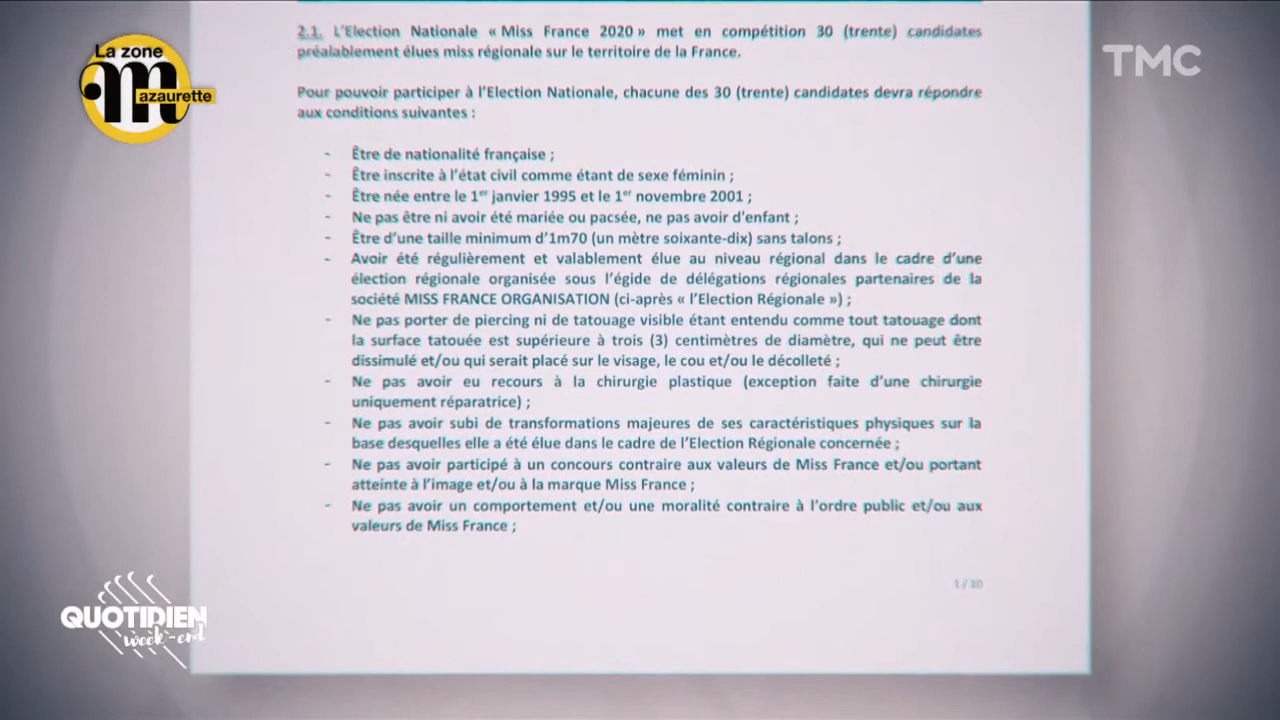 La zone
M
azaurette
TMC
2.1. L'Election Nationale « Miss France 2020 » met en compétition 30 (trente) candidates
préalablement élues miss régionale sur le territoire de la France.
Pour pouvoir participer à l'Election Nationale, chacune des 30 (trente) candidates devra répondre
aux conditions suivantes :
- Être de nationalité française ;
- Être inscrite à l'état civil comme étant de sexe féminin ;
- Être née entre le 1er janvier 1995 et le 1er novembre 2001 ;
- Ne pas être ni avoir été mariée ou pacsée, ne pas avoir d'enfant ;
- Être d'une taille minimum d'1m70 (un mètre soixante-dix) sans talons ;
- Avoir été régulièrement et valablement élue au niveau régional dans le cadre d'une
élection régionale organisée sous l'égide de délégations régionales partenaires de la
société MISS FRANCE ORGANISATION (ci-après « l'Election Régionale ») ;
- Ne pas porter de piercing ni de tatouage visible étant entendu comme tout tatouage dont
la surface tatouée est supérieure à trois (3) centimètres de diamètre, qui ne peut être
dissimulé et/ou qui serait placé sur le visage, le cou et/ou le décolleté ;
- Ne pas avoir eu recours à la chirurgie plastique (exception faite d'une chirurgie
uniquement réparatrice) ;
- Ne pas avoir subi de transformations majeures de ses caractéristiques physiques sur la
base desquelles elle a été élue dans le cadre de l'Election Régionale concernée ;
- Ne pas avoir participé à un concours contraire aux valeurs de Miss France et/ou portant
atteinte à l'image et/ou à la marque Miss France ;
- Ne pas avoir un comportement et/ou une moralité contraire à l'ordre public et/ou aux
valeurs de Miss France ;
1 / 10
QUOTIDIEN
week-end